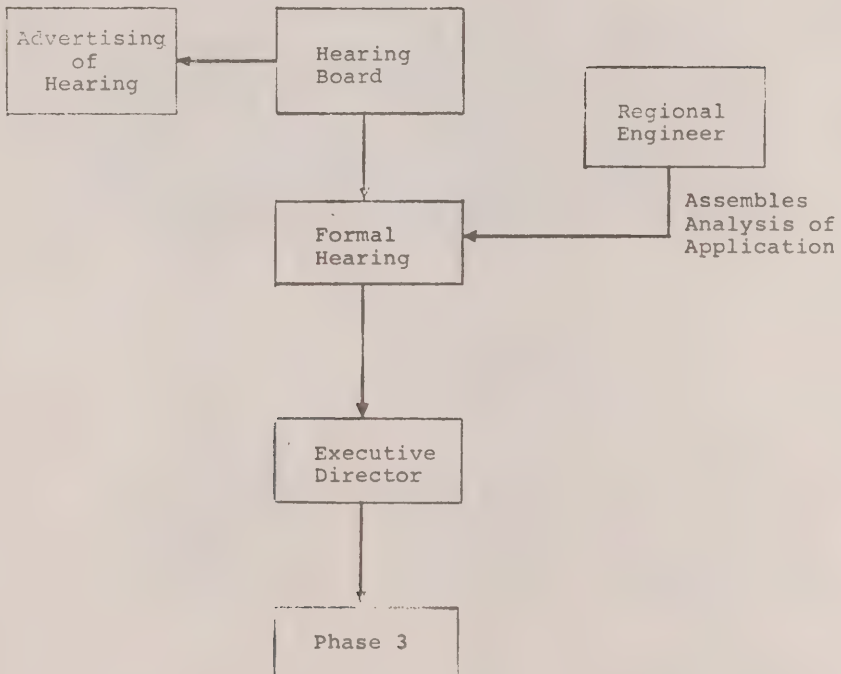 Advertising
of
Hearing
Hearing
Board
Regional
Engineer
Assembles
Analysis of
Application
Formal
Hearing
Executive
Director
Phase 3